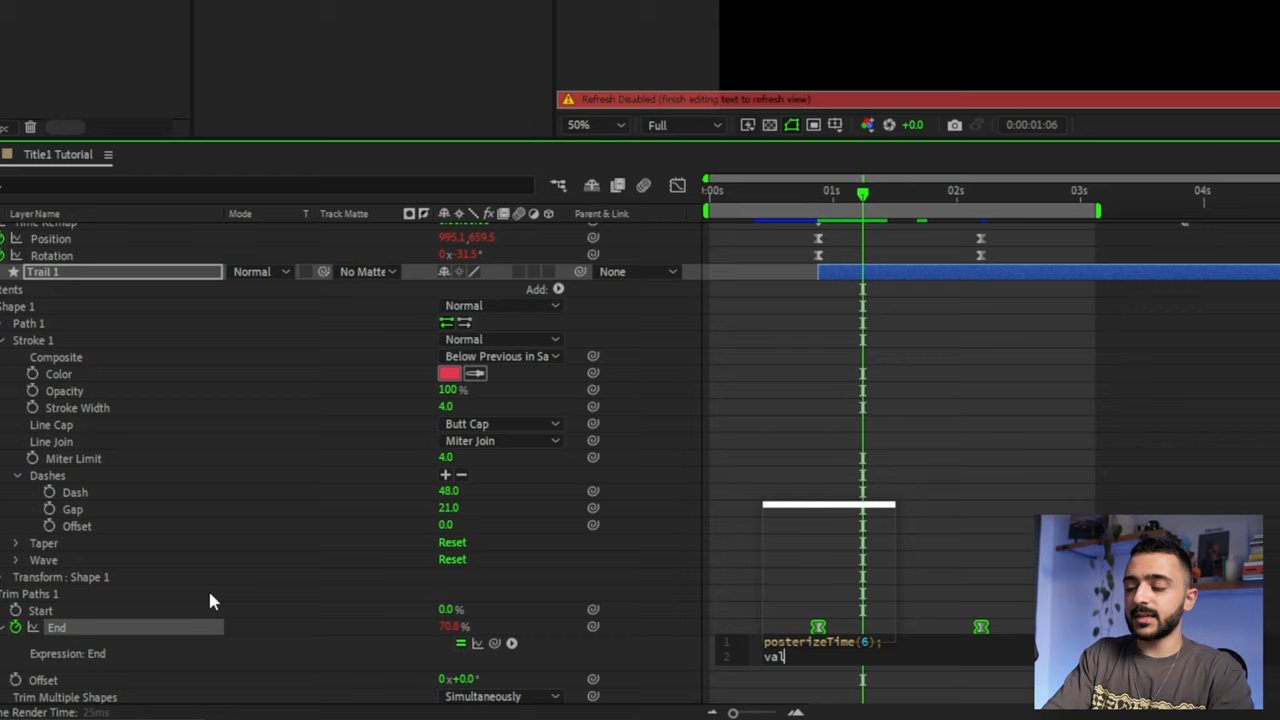 Refresh Disabled (finish editing text to refresh view)
50% Full +0.0 0:00:01:06
Title1 Tutorial
:00s 01s 02s 03s 04s
Layer Name Mode T Track Matte fx Parent & Link
Position 995.1,659.5
Rotation 0x-31.5°
Trail 1 Normal No Matte None
Add:
Shape 1 Normal
Path 1
Stroke 1 Normal
Composite Below Previous in Sa
Color
Opacity 100 %
Stroke Width 4.0
Line Cap Butt Cap
Line Join Miter Join
Miter Limit 4.0
Dashes + −
Dash 48.0
Gap 21.0
Offset 0.0
Taper Reset
Wave Reset
Transform : Shape 1
Trim Paths 1
Start 0.0 %
End 70.8 %
1 posterizeTime(6);
Expression: End
2 val
Offset 0x+0.0°
Trim Multiple Shapes Simultaneously
Render Time: 25ms